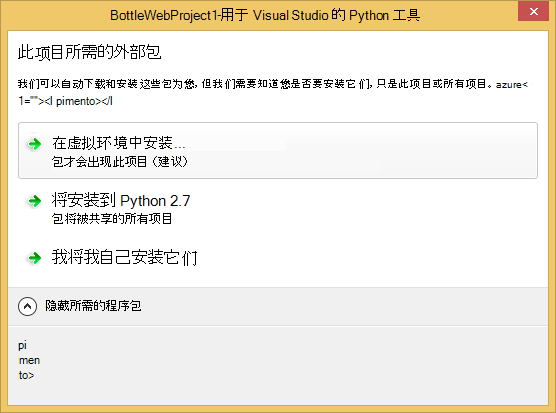 BottleWebProject1-用于 Visual Studio 的 Python 工具
此项目所需的外部包
我们可以自动下载和安装这些包为您, 但我们需要知道您是否要安装它们, 只是此项目或所有项目。azure<
1=""><I pimento></I
在虚拟环境中安装...
包才会出现此项目（建议）
将安装到 Python 2.7
包将被共享的所有项目
我将我自己安装它们
隐藏所需的程序包
pi
men
to>